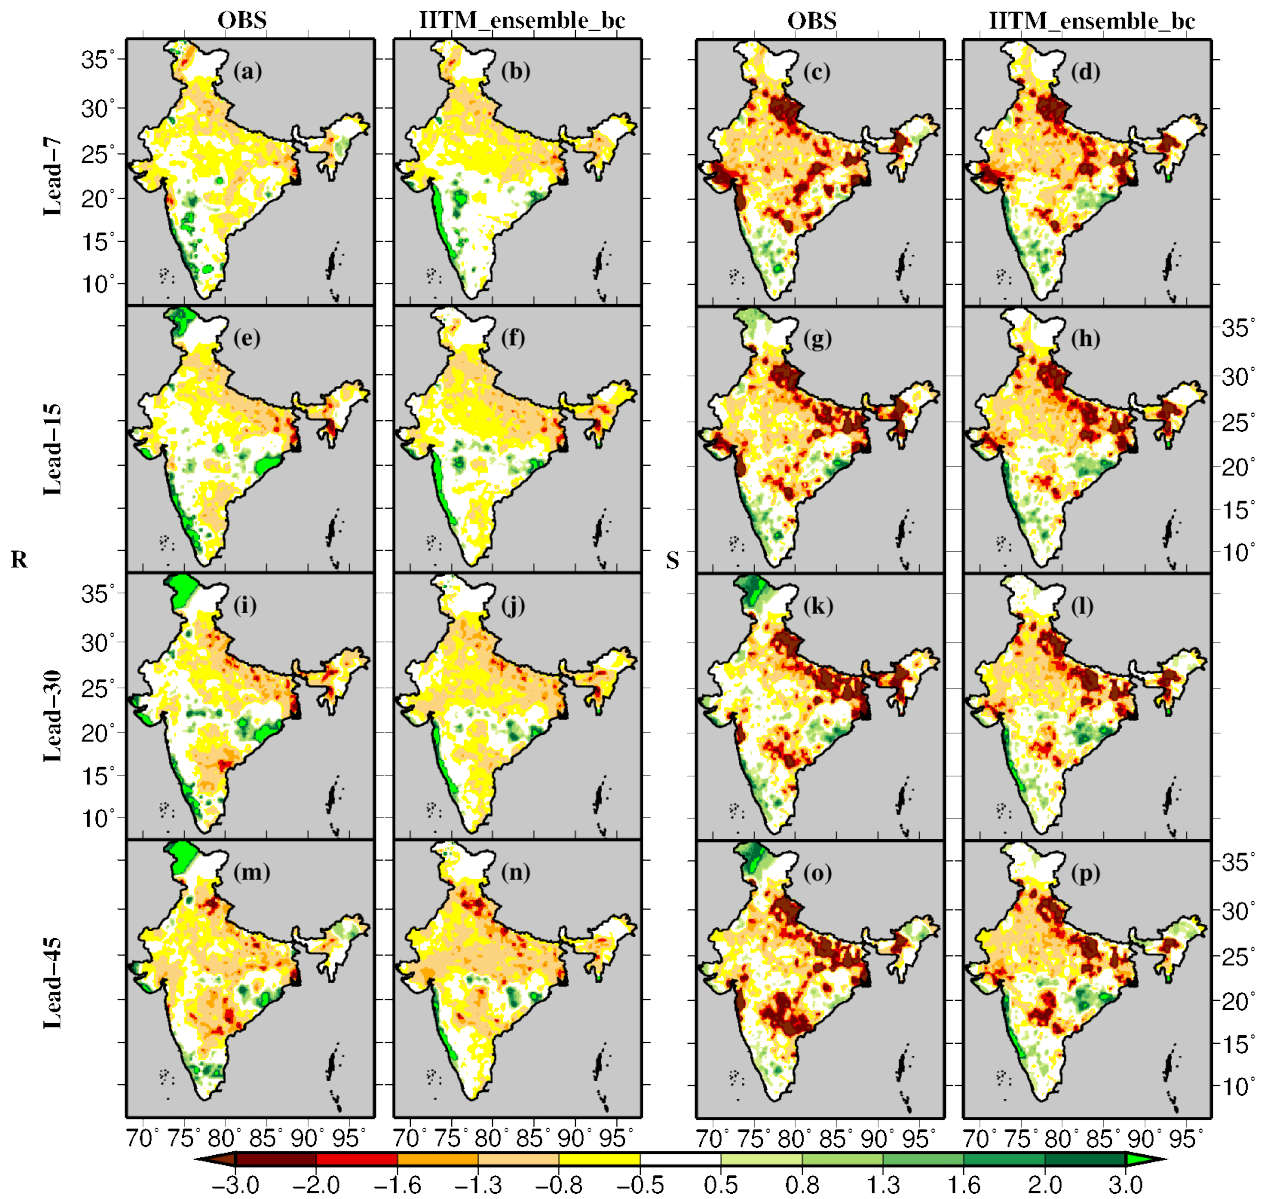 OBS IITM_ensemble_bc OBS IITM_ensemble_bc
35° (a) (b) (c) (d)
30°
25°
20°
15°
10°
Lead−7
(e) (f) (g) (h) 35°
30°
25°
20°
15°
10°
Lead−15
R S
35° (i) (j) (k) (l)
30°
25°
20°
15°
10°
Lead−30
(m) (n) (o) (p) 35°
30°
25°
20°
15°
10°
Lead−45
70° 75° 80° 85° 90° 95° 70° 75° 80° 85° 90° 95° 70° 75° 80° 85° 90° 95° 70° 75° 80° 85° 90° 95°
−3.0 −2.0 −1.6 −1.3 −0.8 −0.5 0.5 0.8 1.3 1.6 2.0 3.0